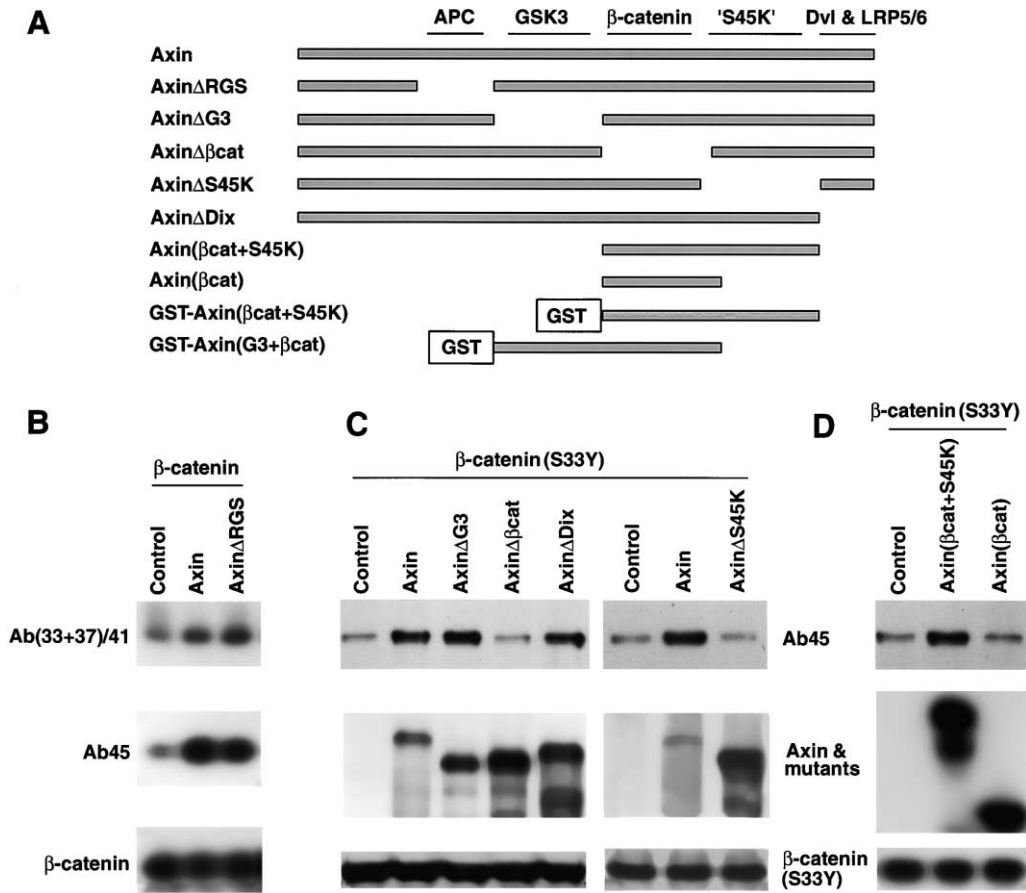 A
APC GSK3 β-catenin 'S45K' Dvl & LRP5/6
Axin
AxinΔRGS
AxinΔG3
AxinΔβcat
AxinΔS45K
AxinΔDix
Axin(βcat+S45K)
Axin(βcat)
GST-Axin(βcat+S45K) GST
GST-Axin(G3+βcat) GST
B
β-catenin
Control
Axin
AxinΔRGS
Ab(33+37)/41
Ab45
β-catenin
C
β-catenin (S33Y)
Control
Axin
AxinΔG3
AxinΔβcat
AxinΔDix
Control
Axin
AxinΔS45K
D
β-catenin (S33Y)
Control
Axin(βcat+S45K)
Axin(βcat)
Ab45
Axin &
mutants
β-catenin
(S33Y)